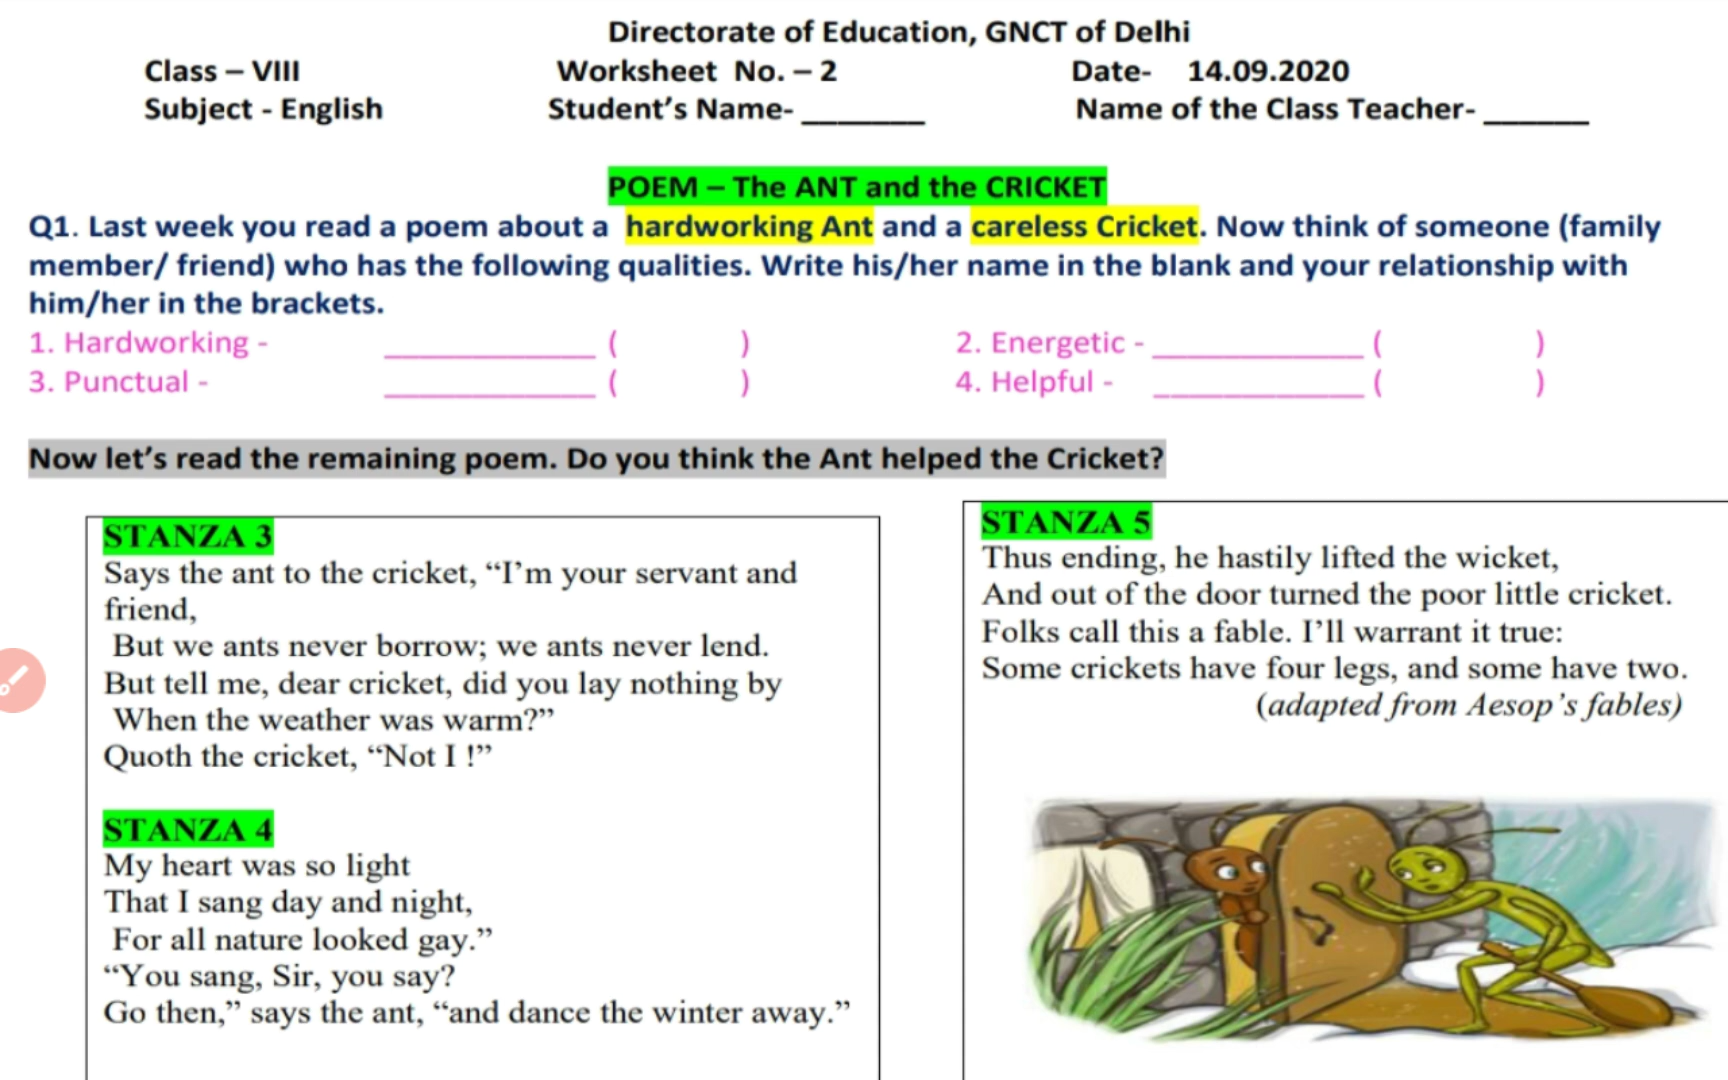 Directorate of Education, GNCT of Delhi
Class – VIII Worksheet No. – 2 Date- 14.09.2020
Subject - English Student’s Name- _______ Name of the Class Teacher- ______
POEM – The ANT and the CRICKET
Q1. Last week you read a poem about a hardworking Ant and a careless Cricket. Now think of someone (family
member/ friend) who has the following qualities. Write his/her name in the blank and your relationship with
him/her in the brackets.
1. Hardworking - ____________ ( ) 2. Energetic - ____________ ( )
3. Punctual - ____________ ( ) 4. Helpful - ____________ ( )
Now let’s read the remaining poem. Do you think the Ant helped the Cricket?
STANZA 3
Says the ant to the cricket, “I’m your servant and
friend,
But we ants never borrow; we ants never lend.
But tell me, dear cricket, did you lay nothing by
When the weather was warm?”
Quoth the cricket, “Not I !”
STANZA 4
My heart was so light
That I sang day and night,
For all nature looked gay.”
“You sang, Sir, you say?
Go then,” says the ant, “and dance the winter away.”
STANZA 5
Thus ending, he hastily lifted the wicket,
And out of the door turned the poor little cricket.
Folks call this a fable. I’ll warrant it true:
Some crickets have four legs, and some have two.
(adapted from Aesop’s fables)